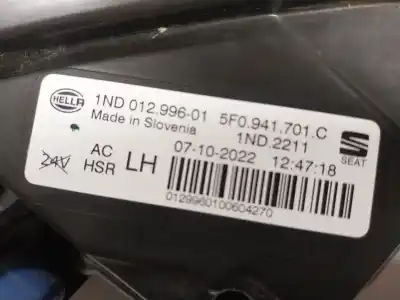 HELLA 1ND 012.996-01 5F0.941.701.C
Made in Slovenia 1ND.2211
SEAT
24V AC HSR LH 07-10-2022 12:47:18
0129960100604270